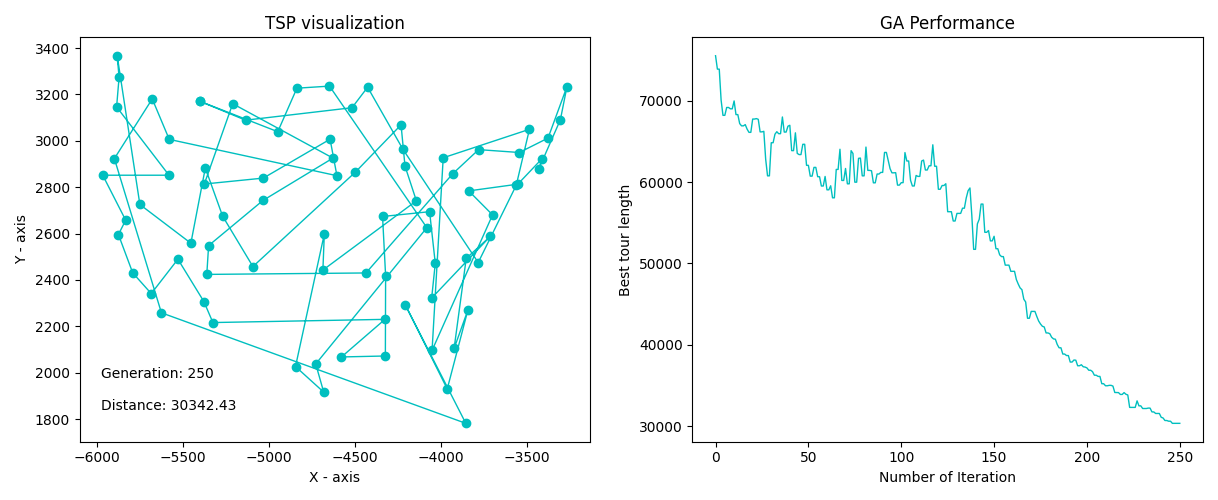 TSP visualization
3400
3200
3000
2800
2600
2400
2200
2000
1800
Y - axis
Generation: 250
Distance: 30342.43
−6000 −5500 −5000 −4500 −4000 −3500
X - axis
GA Performance
70000
60000
50000
40000
30000
Best tour length
0 50 100 150 200 250
Number of Iteration